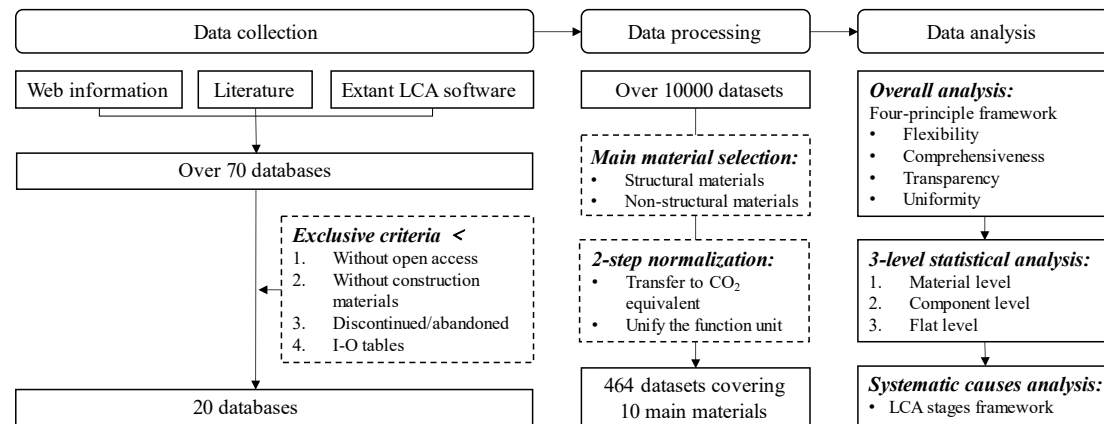 Data collection
Data processing
Data analysis
Web information
Literature
Extant LCA software
Over 70 databases
Exclusive criteria <
1. Without open access
2. Without construction
materials
3. Discontinued/abandoned
4. I-O tables
20 databases
Over 10000 datasets
Main material selection:
• Structural materials
• Non-structural materials
2-step normalization:
• Transfer to CO₂
equivalent
• Unify the function unit
464 datasets covering
10 main materials
Overall analysis:
Four-principle framework
• Flexibility
• Comprehensiveness
• Transparency
• Uniformity
3-level statistical analysis:
1. Material level
2. Component level
3. Flat level
Systematic causes analysis:
• LCA stages framework